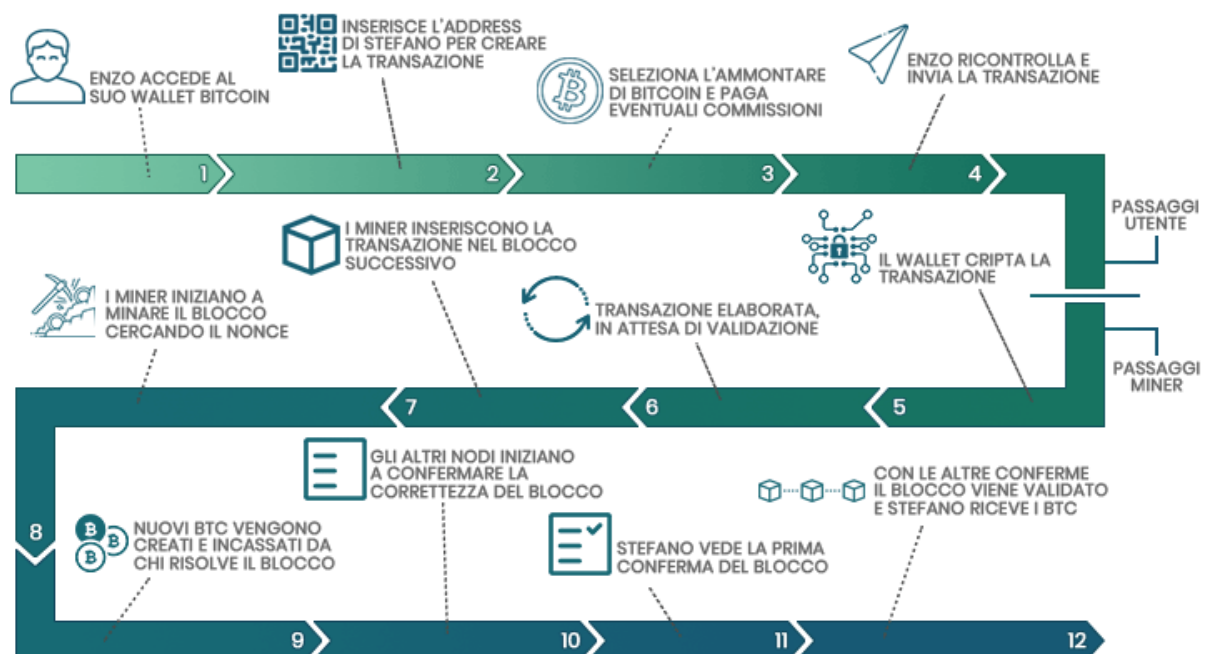 ENZO ACCEDE AL
SUO WALLET BITCOIN
INSERISCE L'ADDRESS
DI STEFANO PER CREARE
LA TRANSAZIONE
SELEZIONA L'AMMONTARE
DI BITCOIN E PAGA
EVENTUALI COMMISSIONI
ENZO RICONTROLLA E
INVIA LA TRANSAZIONE
1
2
3
4
PASSAGGI
UTENTE
PASSAGGI
MINER
IL WALLET CRIPTA LA
TRANSAZIONE
TRANSAZIONE ELABORATA,
IN ATTESA DI VALIDAZIONE
I MINER INSERISCONO LA
TRANSAZIONE NEL BLOCCO
SUCCESSIVO
I MINER INIZIANO A
MINARE IL BLOCCO
CERCANDO IL NONCE
5
6
7
8
NUOVI BTC VENGONO
CREATI E INCASSATI DA
CHI RISOLVE IL BLOCCO
GLI ALTRI NODI INIZIANO
A CONFERMARE LA
CORRETTEZZA DEL BLOCCO
STEFANO VEDE LA PRIMA
CONFERMA DEL BLOCCO
CON LE ALTRE CONFERME
IL BLOCCO VIENE VALIDATO
E STEFANO RICEVE I BTC
9
10
11
12